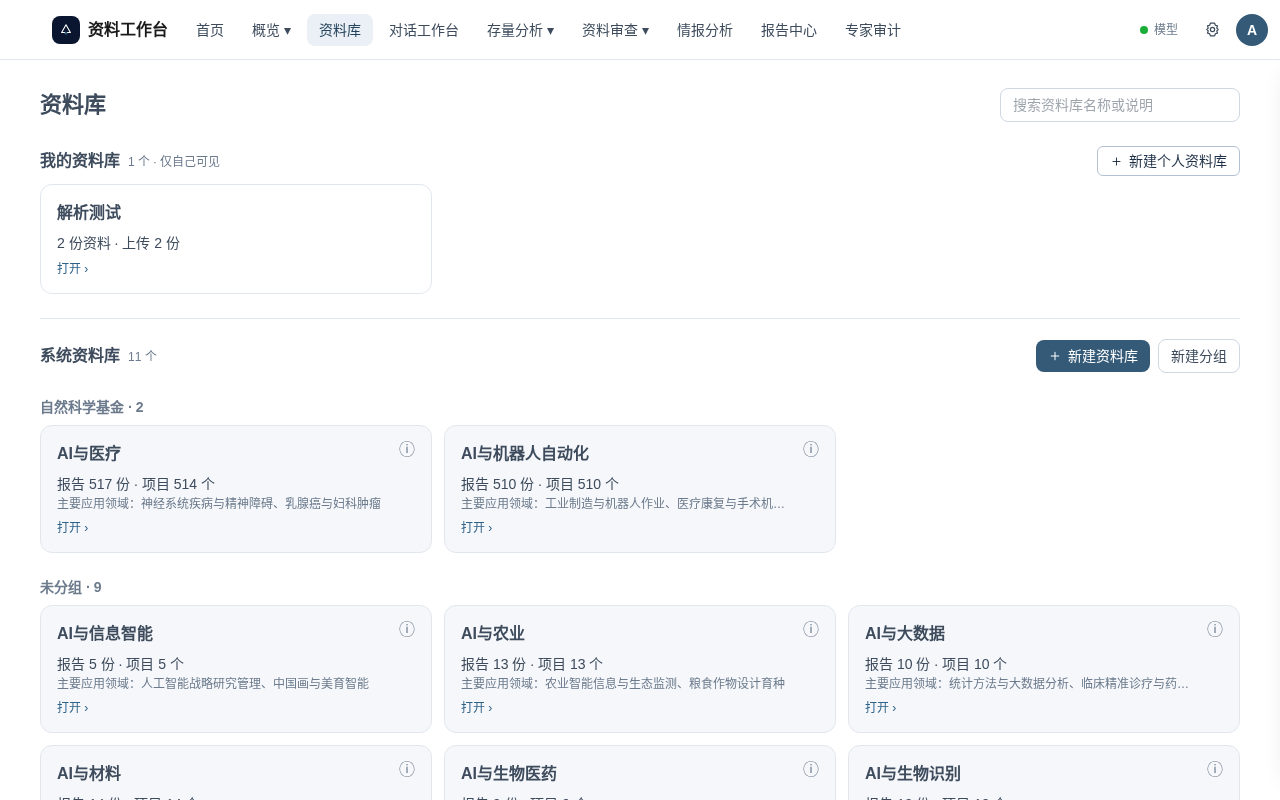 资料工作台 首页 概览 ▾ 资料库 对话工作台 存量分析 ▾ 资料审查 ▾ 情报分析 报告中心 专家审计 模型 A
资料库
搜索资料库名称或说明
我的资料库 1 个 · 仅自己可见
＋ 新建个人资料库
解析测试
2 份资料 · 上传 2 份
打开 ›
系统资料库 11 个
＋ 新建资料库 新建分组
自然科学基金 · 2
AI与医疗
报告 517 份 · 项目 514 个
主要应用领域：神经系统疾病与精神障碍、乳腺癌与妇科肿瘤
打开 ›
AI与机器人自动化
报告 510 份 · 项目 510 个
主要应用领域：工业制造与机器人作业、医疗康复与手术机…
打开 ›
未分组 · 9
AI与信息智能
报告 5 份 · 项目 5 个
主要应用领域：人工智能战略研究管理、中国画与美育智能
打开 ›
AI与农业
报告 13 份 · 项目 13 个
主要应用领域：农业智能信息与生态监测、粮食作物设计育种
打开 ›
AI与大数据
报告 10 份 · 项目 10 个
主要应用领域：统计方法与大数据分析、临床精准诊疗与药…
打开 ›
AI与材料
AI与生物医药
AI与生物识别